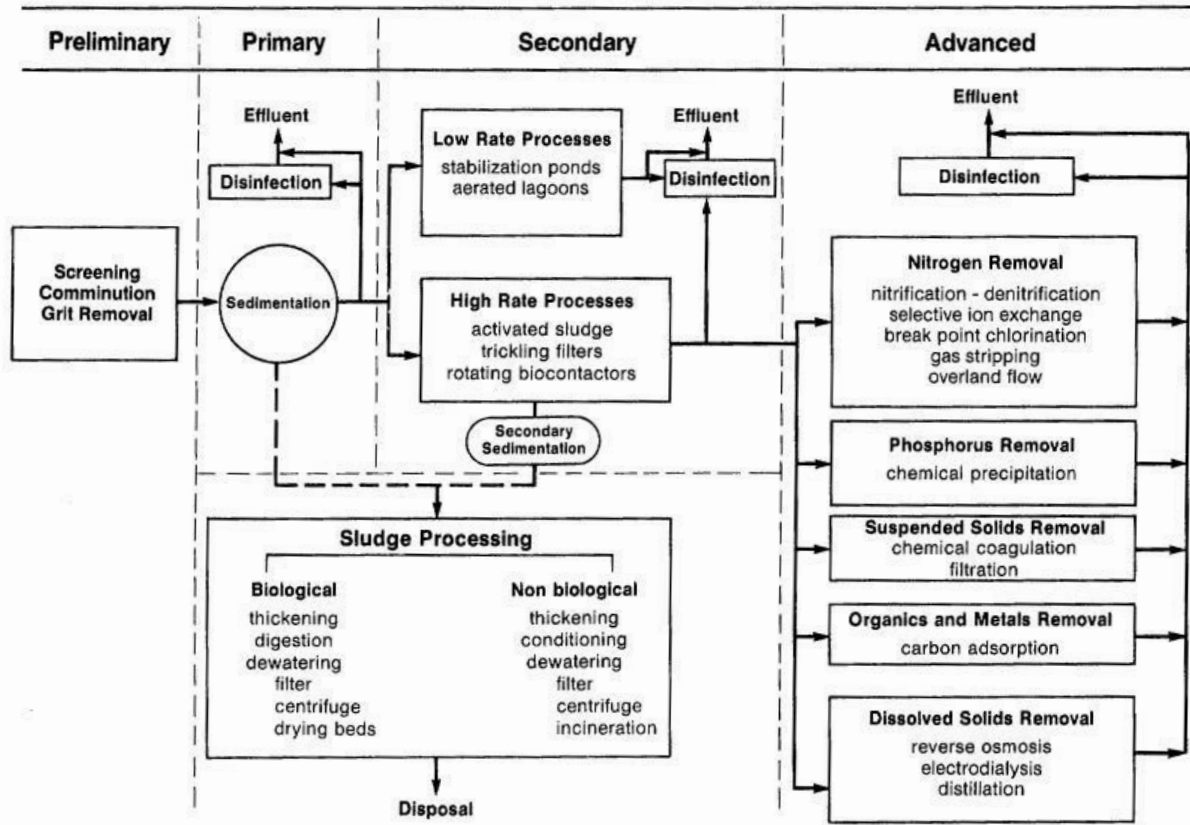 Preliminary
Primary
Secondary
Advanced
Screening
Comminution
Grit Removal
Effluent
Disinfection
Sedimentation
Low Rate Processes
stabilization ponds
aerated lagoons
Effluent
Disinfection
High Rate Processes
activated sludge
trickling filters
rotating biocontactors
Secondary
Sedimentation
Effluent
Disinfection
Nitrogen Removal
nitrification - denitrification
selective ion exchange
break point chlorination
gas stripping
overland flow
Phosphorus Removal
chemical precipitation
Suspended Solids Removal
chemical coagulation
filtration
Organics and Metals Removal
carbon adsorption
Dissolved Solids Removal
reverse osmosis
electrodialysis
distillation
Sludge Processing
Biological
thickening
digestion
dewatering
filter
centrifuge
drying beds
Non biological
thickening
conditioning
dewatering
filter
centrifuge
incineration
Disposal